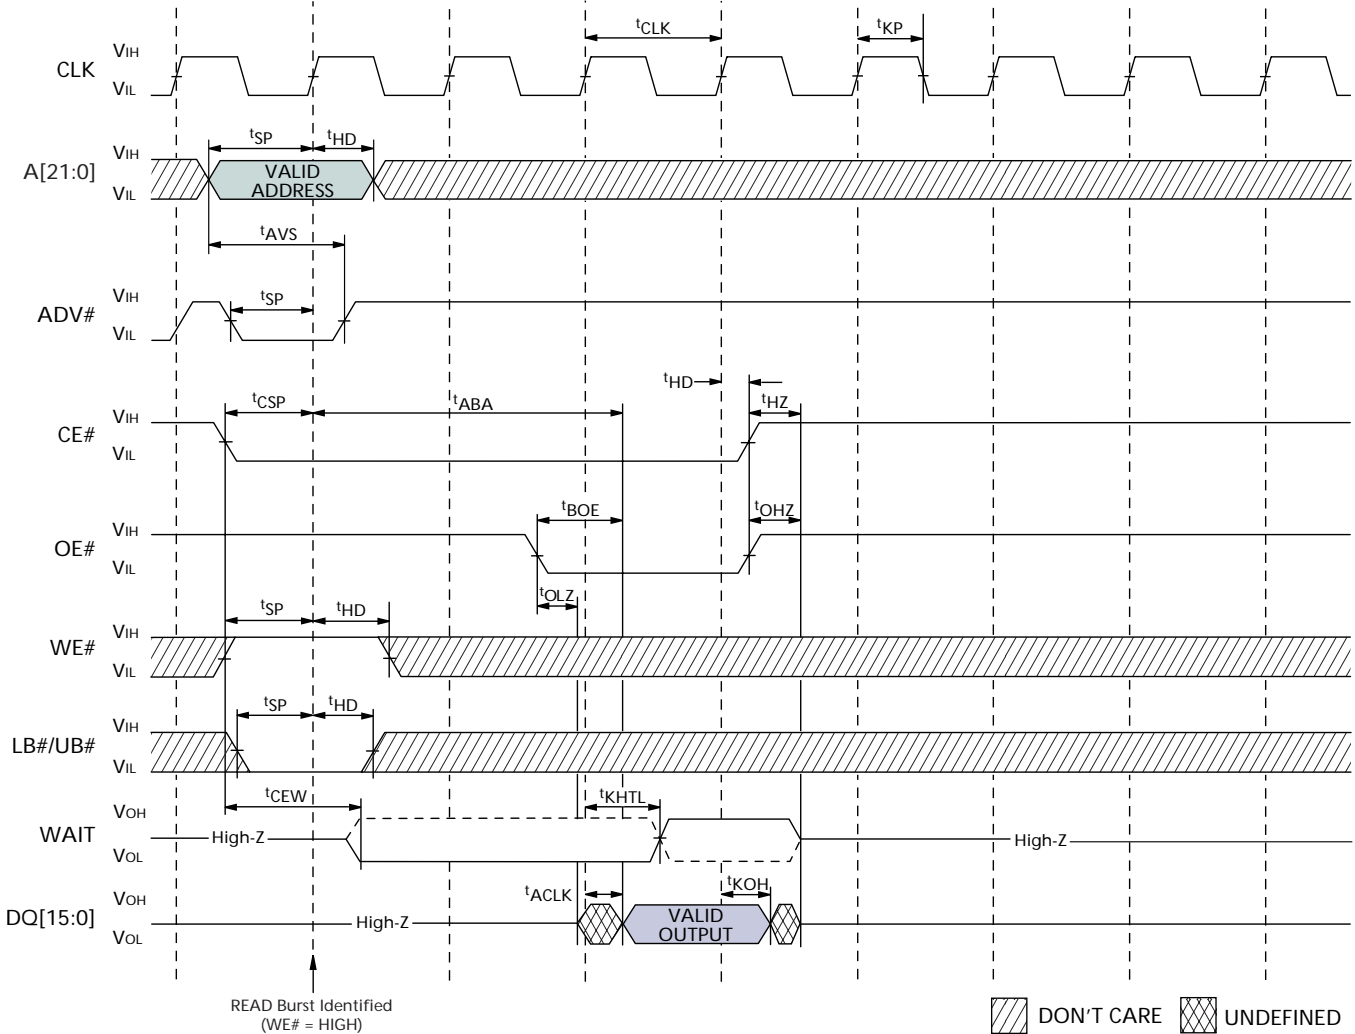 tCLK
tKP
CLK
VIH
VIL
tSP
tHD
A[21:0]
VIH
VIL
VALID
ADDRESS
tAVS
ADV#
VIH
VIL
tSP
tHD
tCSP
tABA
tHZ
CE#
VIH
VIL
tBOE
tOHZ
OE#
VIH
VIL
tOLZ
tSP
tHD
WE#
VIH
VIL
tSP
tHD
LB#/UB#
VIH
VIL
tCEW
tKHTL
WAIT
VOH
VOL
High-Z
High-Z
tACLK
tKOH
DQ[15:0]
VOH
VOL
High-Z
VALID
OUTPUT
READ Burst Identified
(WE# = HIGH)
DON'T CARE
UNDEFINED